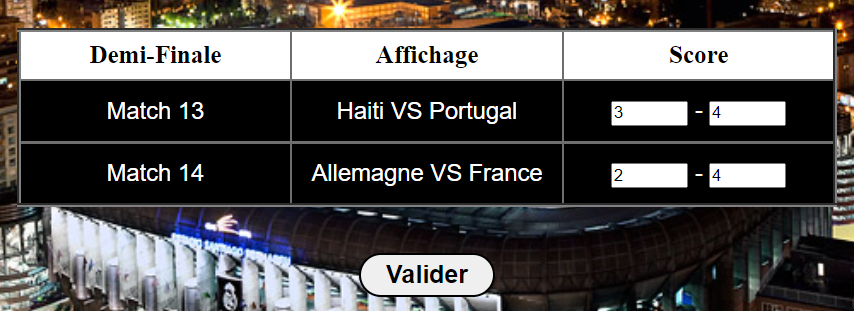 Demi-Finale Affichage Score
Match 13 Haiti VS Portugal 3 - 4
Match 14 Allemagne VS France 2 - 4
Valider